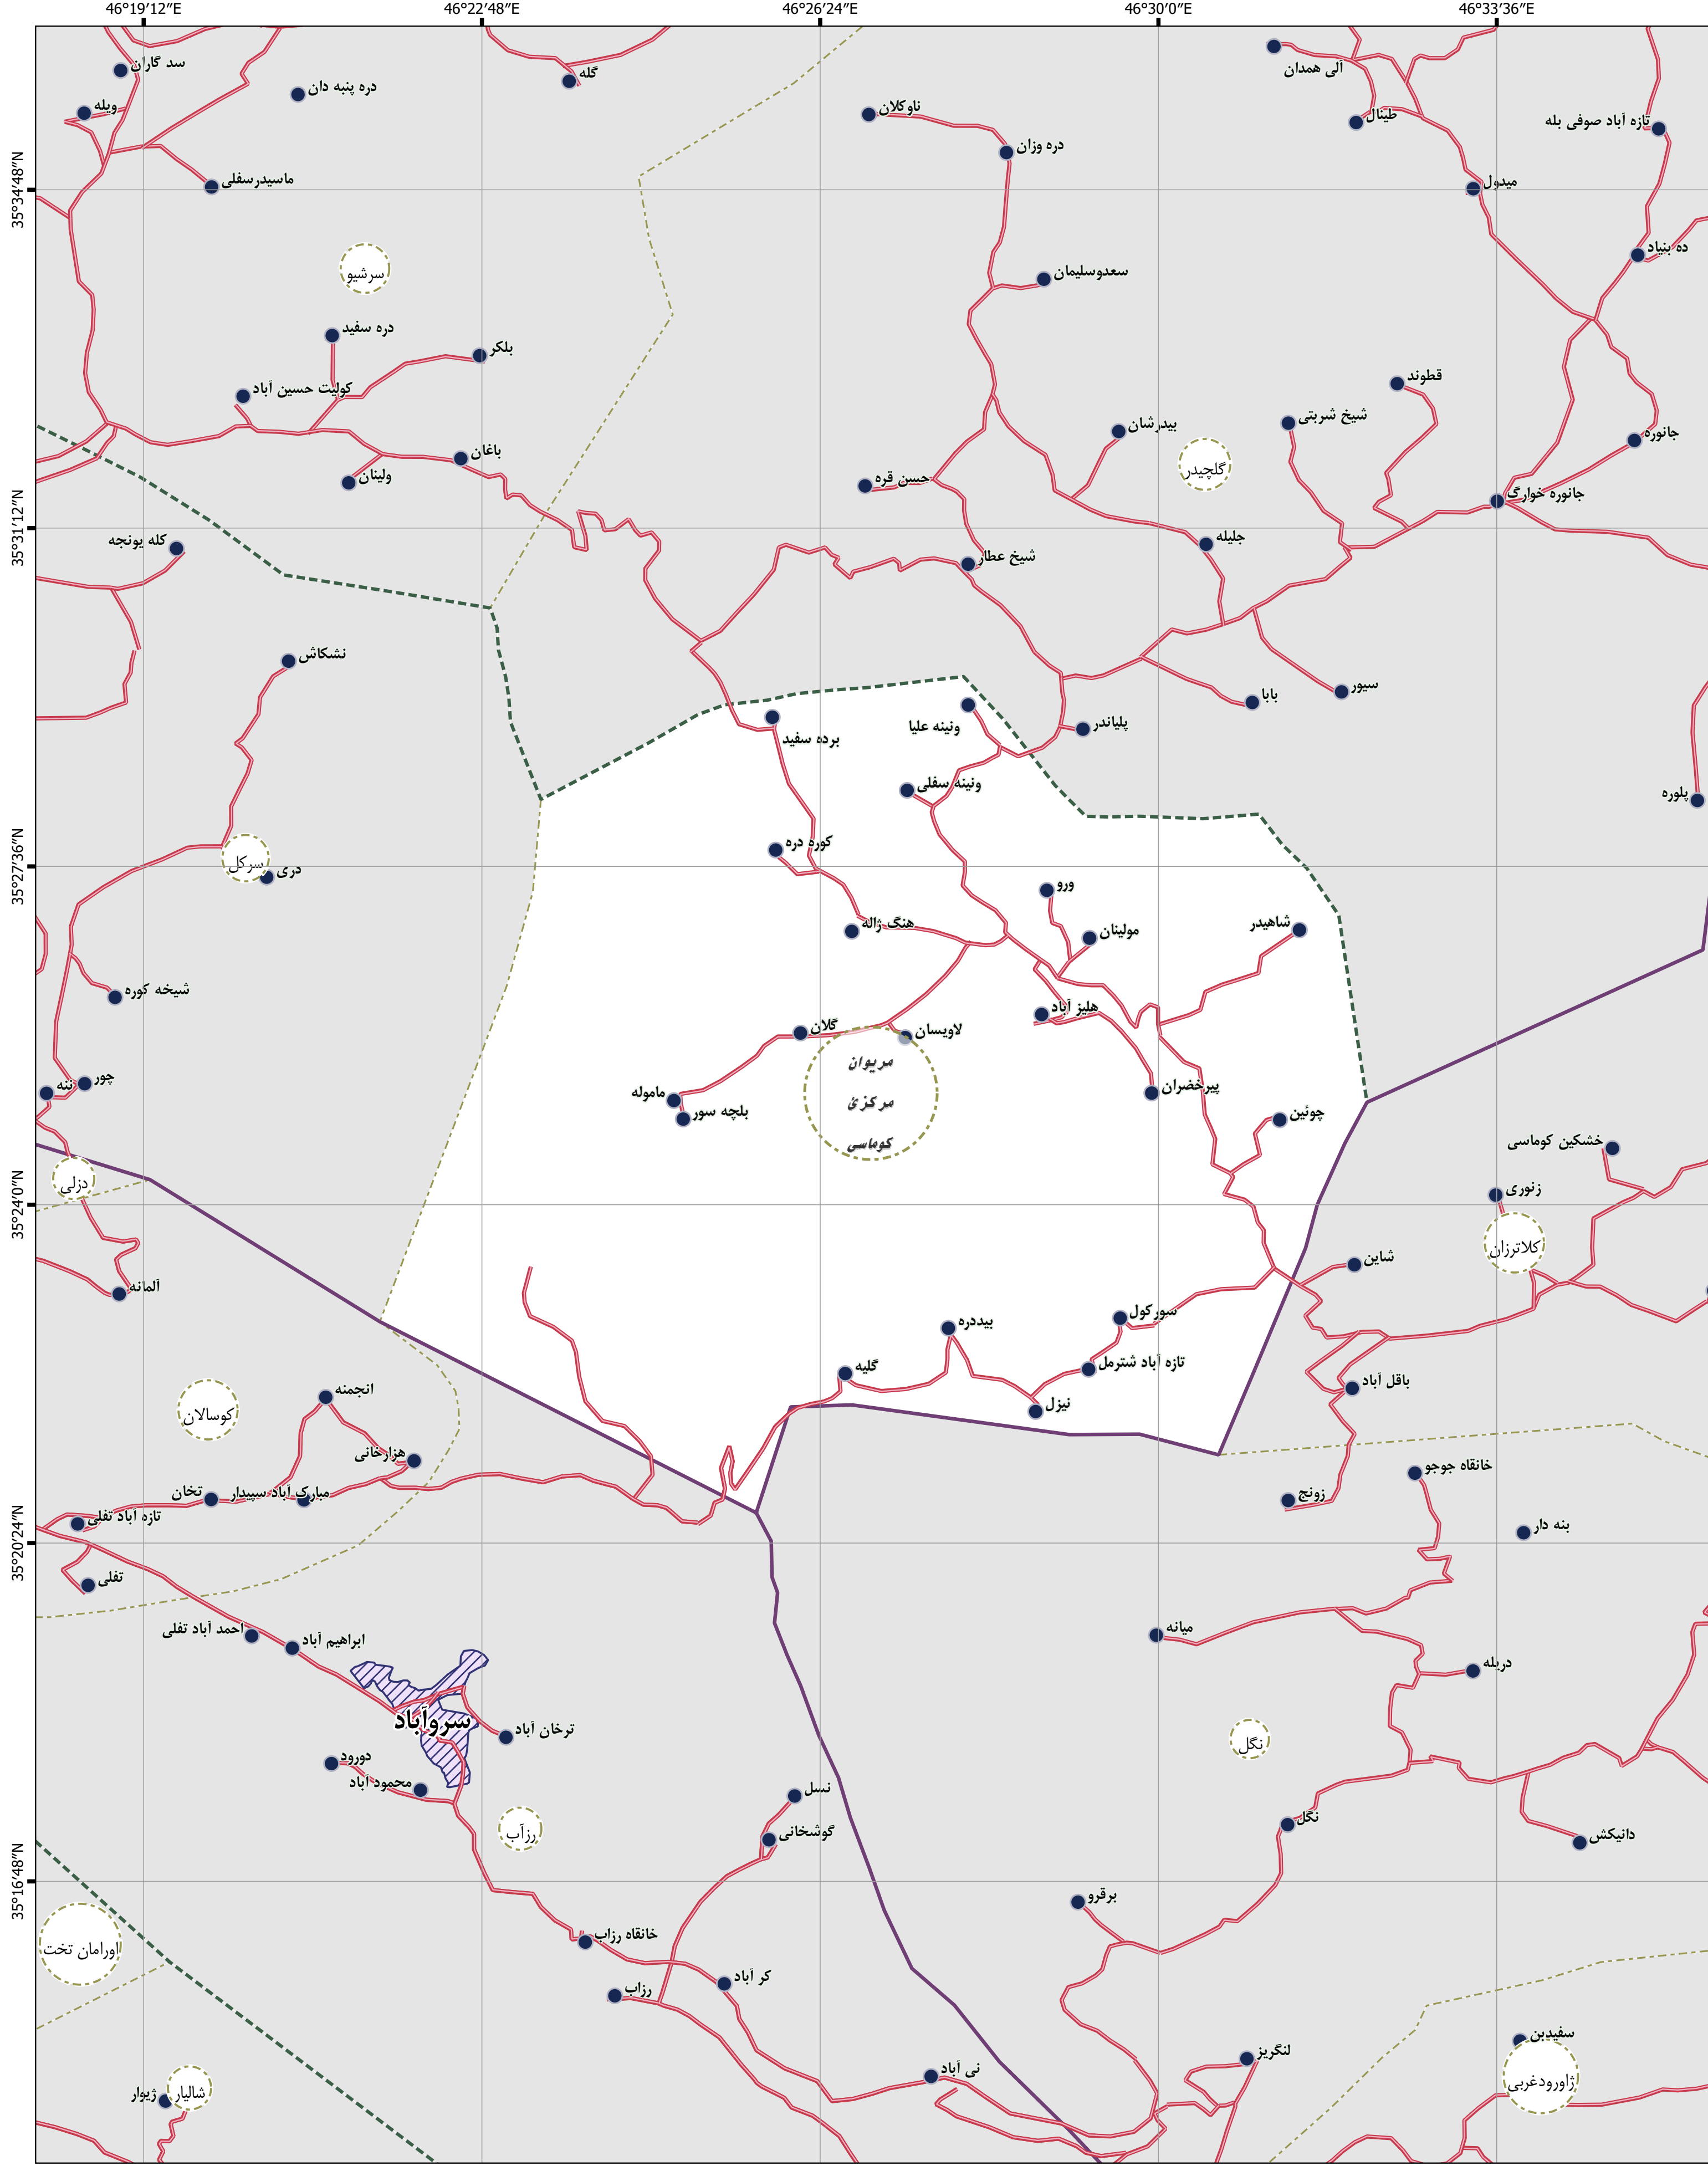 46°19′12″E
46°22′48″E
46°26′24″E
46°30′0″E
46°33′36″E
35°34′48″N
35°31′12″N
35°27′36″N
35°24′0″N
35°20′24″N
35°16′48″N
سد گاران
ویله
دره پنبه دان
گله
ناوکلان
دره وزان
آلی همدان
طینال
تازه آباد صوفی بله
ماسیدرسفلی
میدول
ده بنیاد
سرشیو
سعدوسلیمان
دره سفید
بلکر
کولیت حسین آباد
قطوند
شیخ شربتی
بیدرشان
جانوره
گلچیدر
باغان
ولینان
حسن قره
جانوره خوارگ
کله یونجه
جلیله
شیخ عطار
نشکاش
سیور
بابا
پلیاندر
ونینه علیا
برده سفید
ونینه سفلی
پلوره
کوره دره
سرکل
دری
ورو
هنگ ژاله
مولینان
شاهیدر
شیخه کوره
هلیز آباد
گلان
لاویسان
مریوان
مرکزی
کوماسی
چور
ننه
ماموله
بلچه سور
پیرخضران
چوئین
خشکین کوماسی
دزلی
زنوری
کلاترزان
آلمانه
شاین
سورکول
بیددره
تازه آباد شترمل
گلیه
باقل آباد
نیزل
انجمنه
کوسالان
هزارخانی
خانقاه جوجو
تخان
مبارک آباد سپیدار
زونج
تازه آباد تفلی
بنه دار
تفلی
احمد آباد تفلی
ابراهیم آباد
میانه
دریله
سروآباد
ترخان آباد
نگل
دورود
محمود آباد
نسل
رزآب
گوشخانی
نگل
دانیکش
برقرو
اورامان تخت
خانقاه رزاب
کر آباد
رزاب
سفیدبن
لنگریز
نی آباد
ژاورودغربی
شالیار
ژیوار